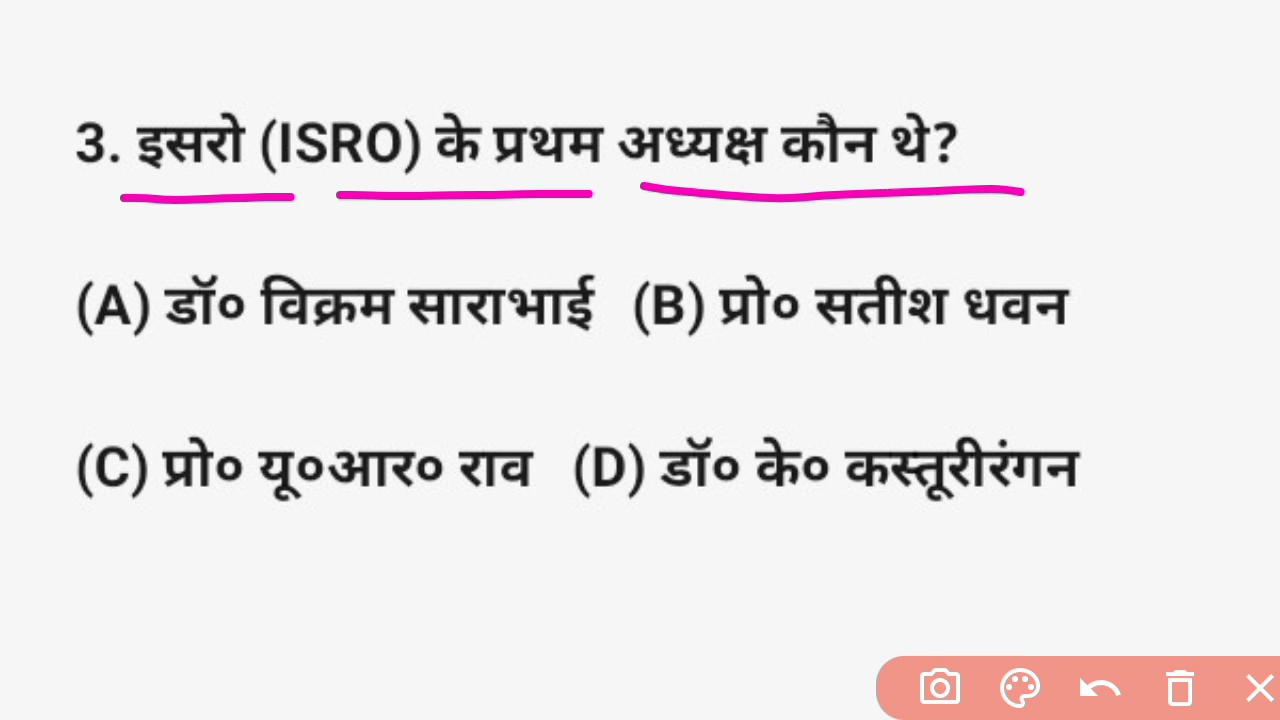 3. इसरो (ISRO) के प्रथम अध्यक्ष कौन थे?
(A) डॉ० विक्रम साराभाई (B) प्रो० सतीश धवन
(C) प्रो० यू०आर० राव (D) डॉ० के० कस्तूरीरंगन